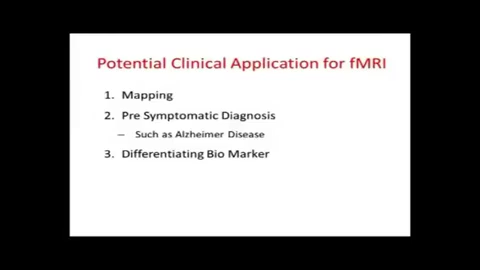 Potential Clinical Application for fMRI
1. Mapping
2. Pre Symptomatic Diagnosis
– Such as Alzheimer Disease
3. Differentiating Bio Marker